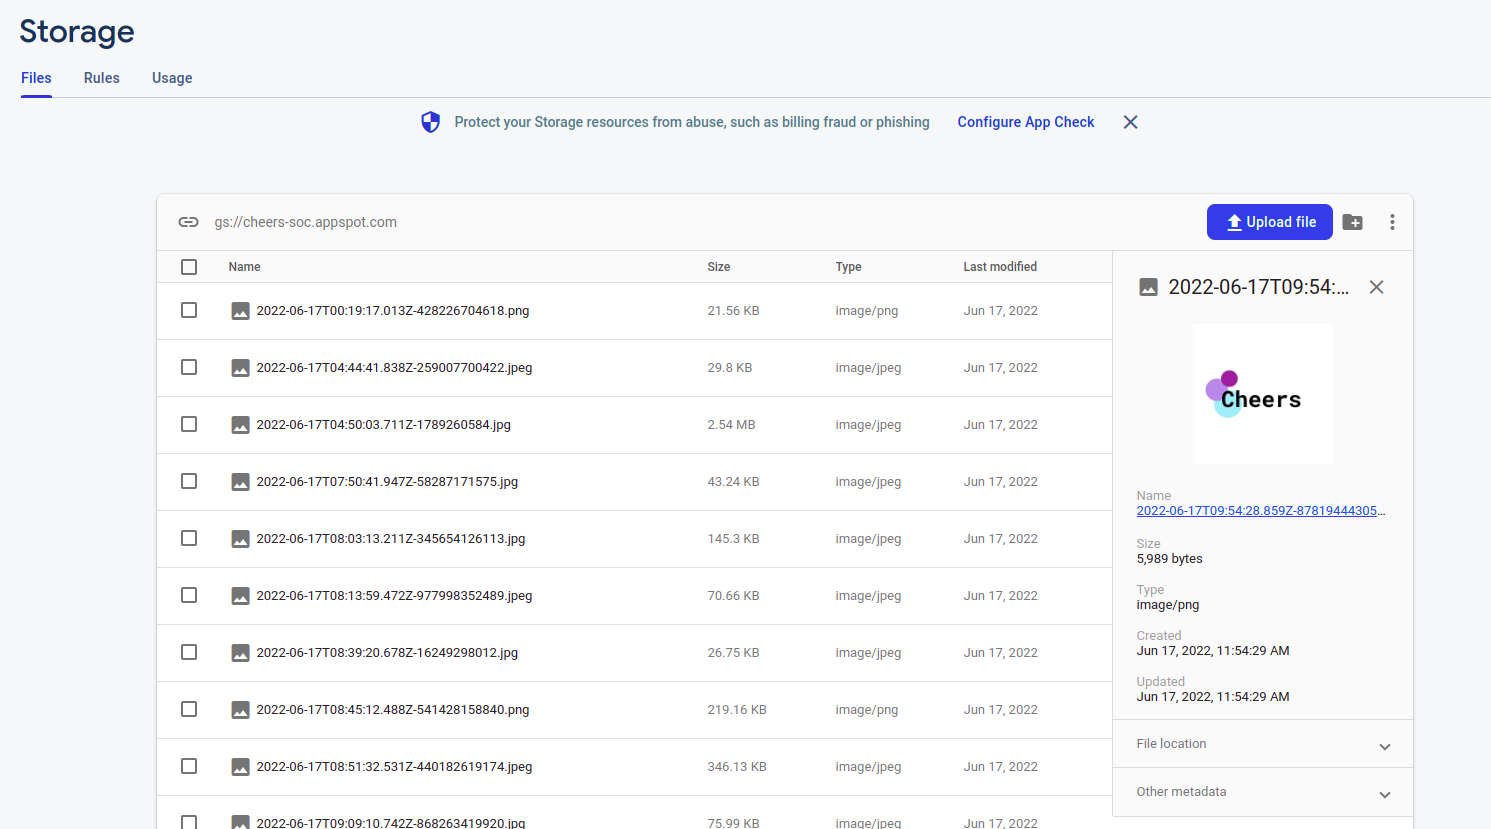 Storage
Files Rules Usage
Protect your Storage resources from abuse, such as billing fraud or phishing Configure App Check
gs://cheers-soc.appspot.com Upload file
Name Size Type Last modified
2022-06-17T00:19:17.013Z-428226704618.png 21.56 KB image/png Jun 17, 2022
2022-06-17T04:44:41.838Z-259007700422.jpeg 29.8 KB image/jpeg Jun 17, 2022
2022-06-17T04:50:03.711Z-1789260584.jpg 2.54 MB image/jpeg Jun 17, 2022
2022-06-17T07:50:41.947Z-58287171575.jpg 43.24 KB image/jpeg Jun 17, 2022
2022-06-17T08:03:13.211Z-345654126113.jpg 145.3 KB image/jpeg Jun 17, 2022
2022-06-17T08:13:59.472Z-977998352489.jpeg 70.66 KB image/jpeg Jun 17, 2022
2022-06-17T08:39:20.678Z-16249298012.jpg 26.75 KB image/jpeg Jun 17, 2022
2022-06-17T08:45:12.488Z-541428158840.png 219.16 KB image/png Jun 17, 2022
2022-06-17T08:51:32.531Z-440182619174.jpeg 346.13 KB image/jpeg Jun 17, 2022
2022-06-17T09:09:10.742Z-868263419920.jpg 75.99 KB image/jpeg Jun 17, 2022
2022-06-17T09:54:...
Cheers
Name
2022-06-17T09:54:28.859Z-87819444305...
Size
5,989 bytes
Type
image/png
Created
Jun 17, 2022, 11:54:29 AM
Updated
Jun 17, 2022, 11:54:29 AM
File location
Other metadata